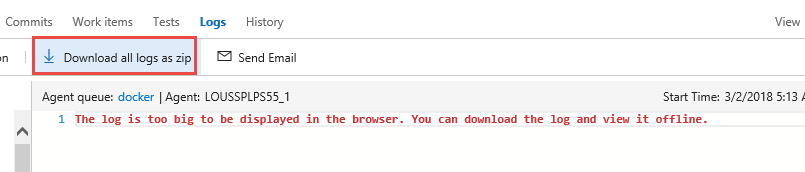 Commits Work items Tests Logs History View
on Download all logs as zip Send Email
Agent queue: docker | Agent: LOUSSPLPS55_1 Start Time: 3/2/2018 5:13 A
1 The log is too big to be displayed in the browser. You can download the log and view it offline.